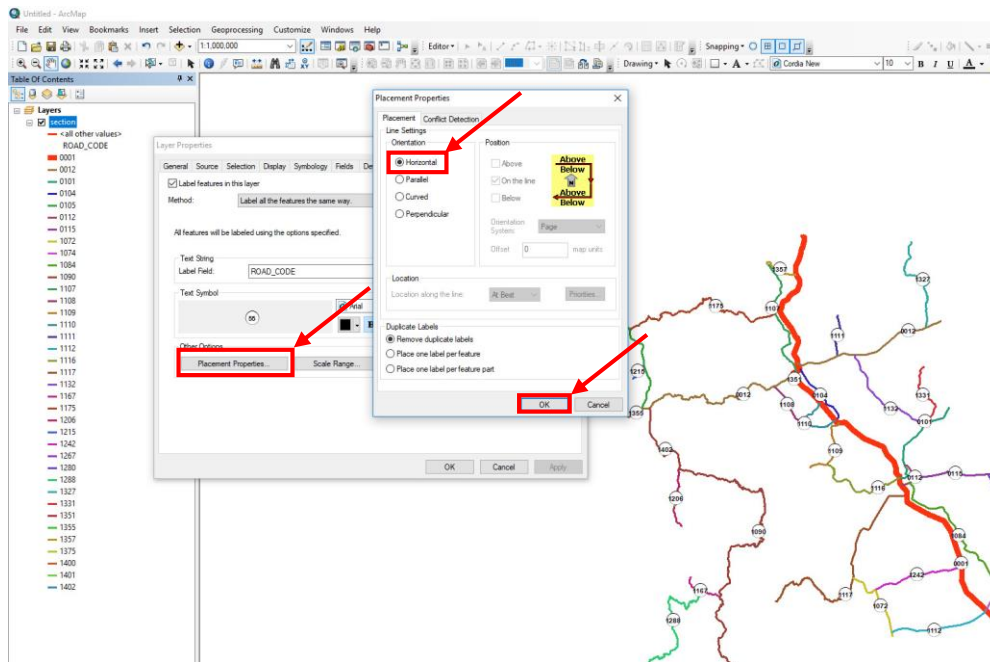 Untitled - ArcMap
File Edit View Bookmarks Insert Selection Geoprocessing Customize Windows Help
1:1,000,000 Editor Snapping
Drawing A Cordia New 10 B I U A
Table Of Contents
Layers
section
<all other values>
ROAD_CODE
0001
0012
0101
0104
0105
0112
0115
1072
1074
1084
1090
1107
1108
1109
1110
1111
1112
1116
1117
1132
1167
1175
1206
1215
1242
1267
1280
1288
1327
1331
1351
1355
1357
1375
1400
1401
1402
Layer Properties
General Source Selection Display Symbology Fields De
Label features in this layer
Method: Label all the features the same way.
All features will be labeled using the options specified.
Text String
Label Field: ROAD_CODE
Text Symbol
Arial
Other Options
Placement Properties... Scale Range...
OK Cancel Apply
Placement Properties
Placement Conflict Detection
Line Settings
Orientation
Horizontal
Parallel
Curved
Perpendicular
Position
Above
On the line
Below
Above
Below
N
Above
Below
Orientation System: Page
Offset 0 map units
Location
Location along the line: At Best Priorities...
Duplicate Labels
Remove duplicate labels
Place one label per feature
Place one label per feature part
OK Cancel
1357
1327
1175
1107
1111
0012
1215
1351
1331
0012
1108
0104
1132
1355
1110
0101
1402
1109
0112
0115
1116
1206
1090
1084
0001
1242
1167
1117
1072
1288
1112